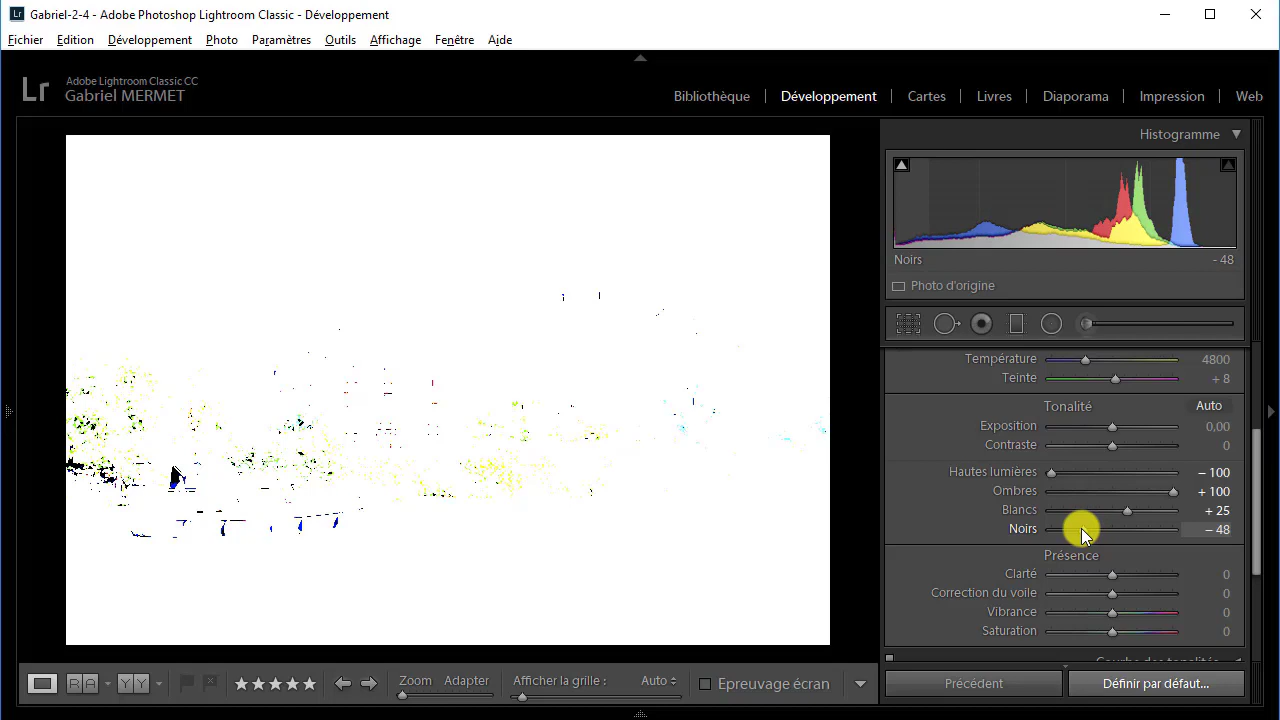 Gabriel-2-4 - Adobe Photoshop Lightroom Classic - Développement
Fichier Edition Développement Photo Paramètres Outils Affichage Fenêtre Aide
Lr Adobe Lightroom Classic CC
Gabriel MERMET
Bibliothèque Développement Cartes Livres Diaporama Impression Web
Histogramme
Noirs - 48
Photo d'origine
Température 4800
Teinte + 8
Tonalité Auto
Exposition 0,00
Contraste 0
Hautes lumières - 100
Ombres + 100
Blancs + 25
Noirs - 48
Présence
Clarté 0
Correction du voile 0
Vibrance 0
Saturation 0
Courbe des tonalités
R A Y Y Zoom Adapter Afficher la grille : Auto Epreuvage écran
Précédent Définir par défaut...